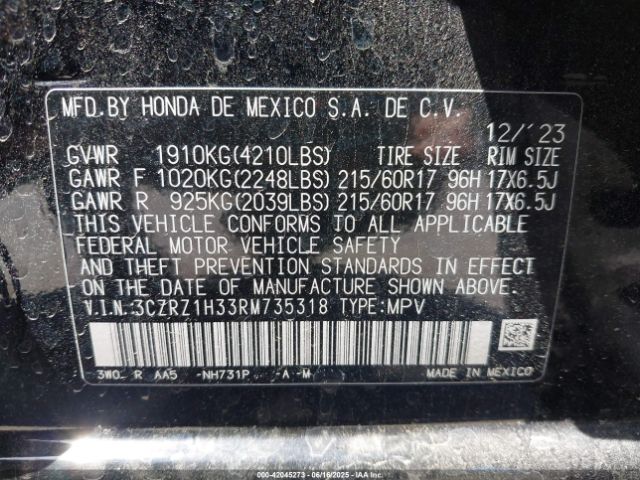 MFD.BY HONDA DE MEXICO S.A. DE C.V.
12/'23
GVWR 1910KG(4210LBS) TIRE SIZE RIM SIZE
GAWR F 1020KG(2248LBS) 215/60R17 96H 17X6.5J
GAWR R 925KG(2039LBS) 215/60R17 96H 17X6.5J
THIS VEHICLE CONFORMS TO ALL APPLICABLE
FEDERAL MOTOR VEHICLE SAFETY
AND THEFT PREVENTION STANDARDS IN EFFECT
ON THE DATE OF MANUFACTURE SHOWN ABOVE.
V.I.N.:3CZRZ1H33RM735318 TYPE:MPV
3W0 R AA5 -NH731P -A -M MADE IN MEXICO
000-42045273 - 06/16/2025 - IAA Inc.